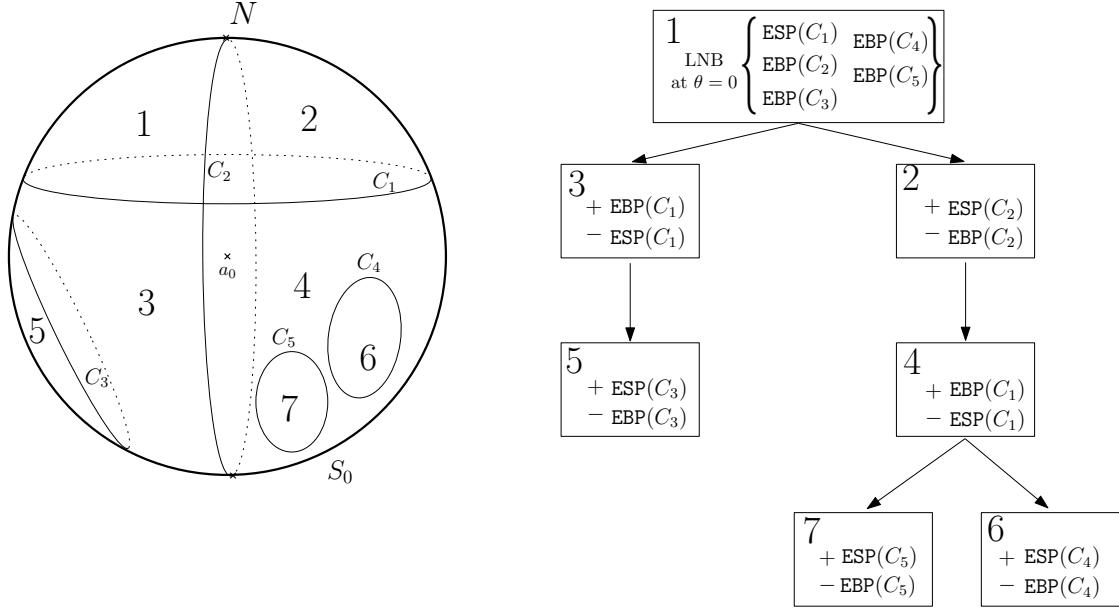 N
1
2
C₂
C₁
a₀
C₄
3
4
5
C₅
6
C₃
7
S₀
1
LNB
at θ = 0
ESP(C₁)
EBP(C₂)
EBP(C₃)
EBP(C₄)
EBP(C₅)
3
+ EBP(C₁)
− ESP(C₁)
2
+ ESP(C₂)
− EBP(C₂)
5
+ ESP(C₃)
− EBP(C₃)
4
+ EBP(C₁)
− ESP(C₁)
7
+ ESP(C₅)
− EBP(C₅)
6
+ ESP(C₄)
− EBP(C₄)